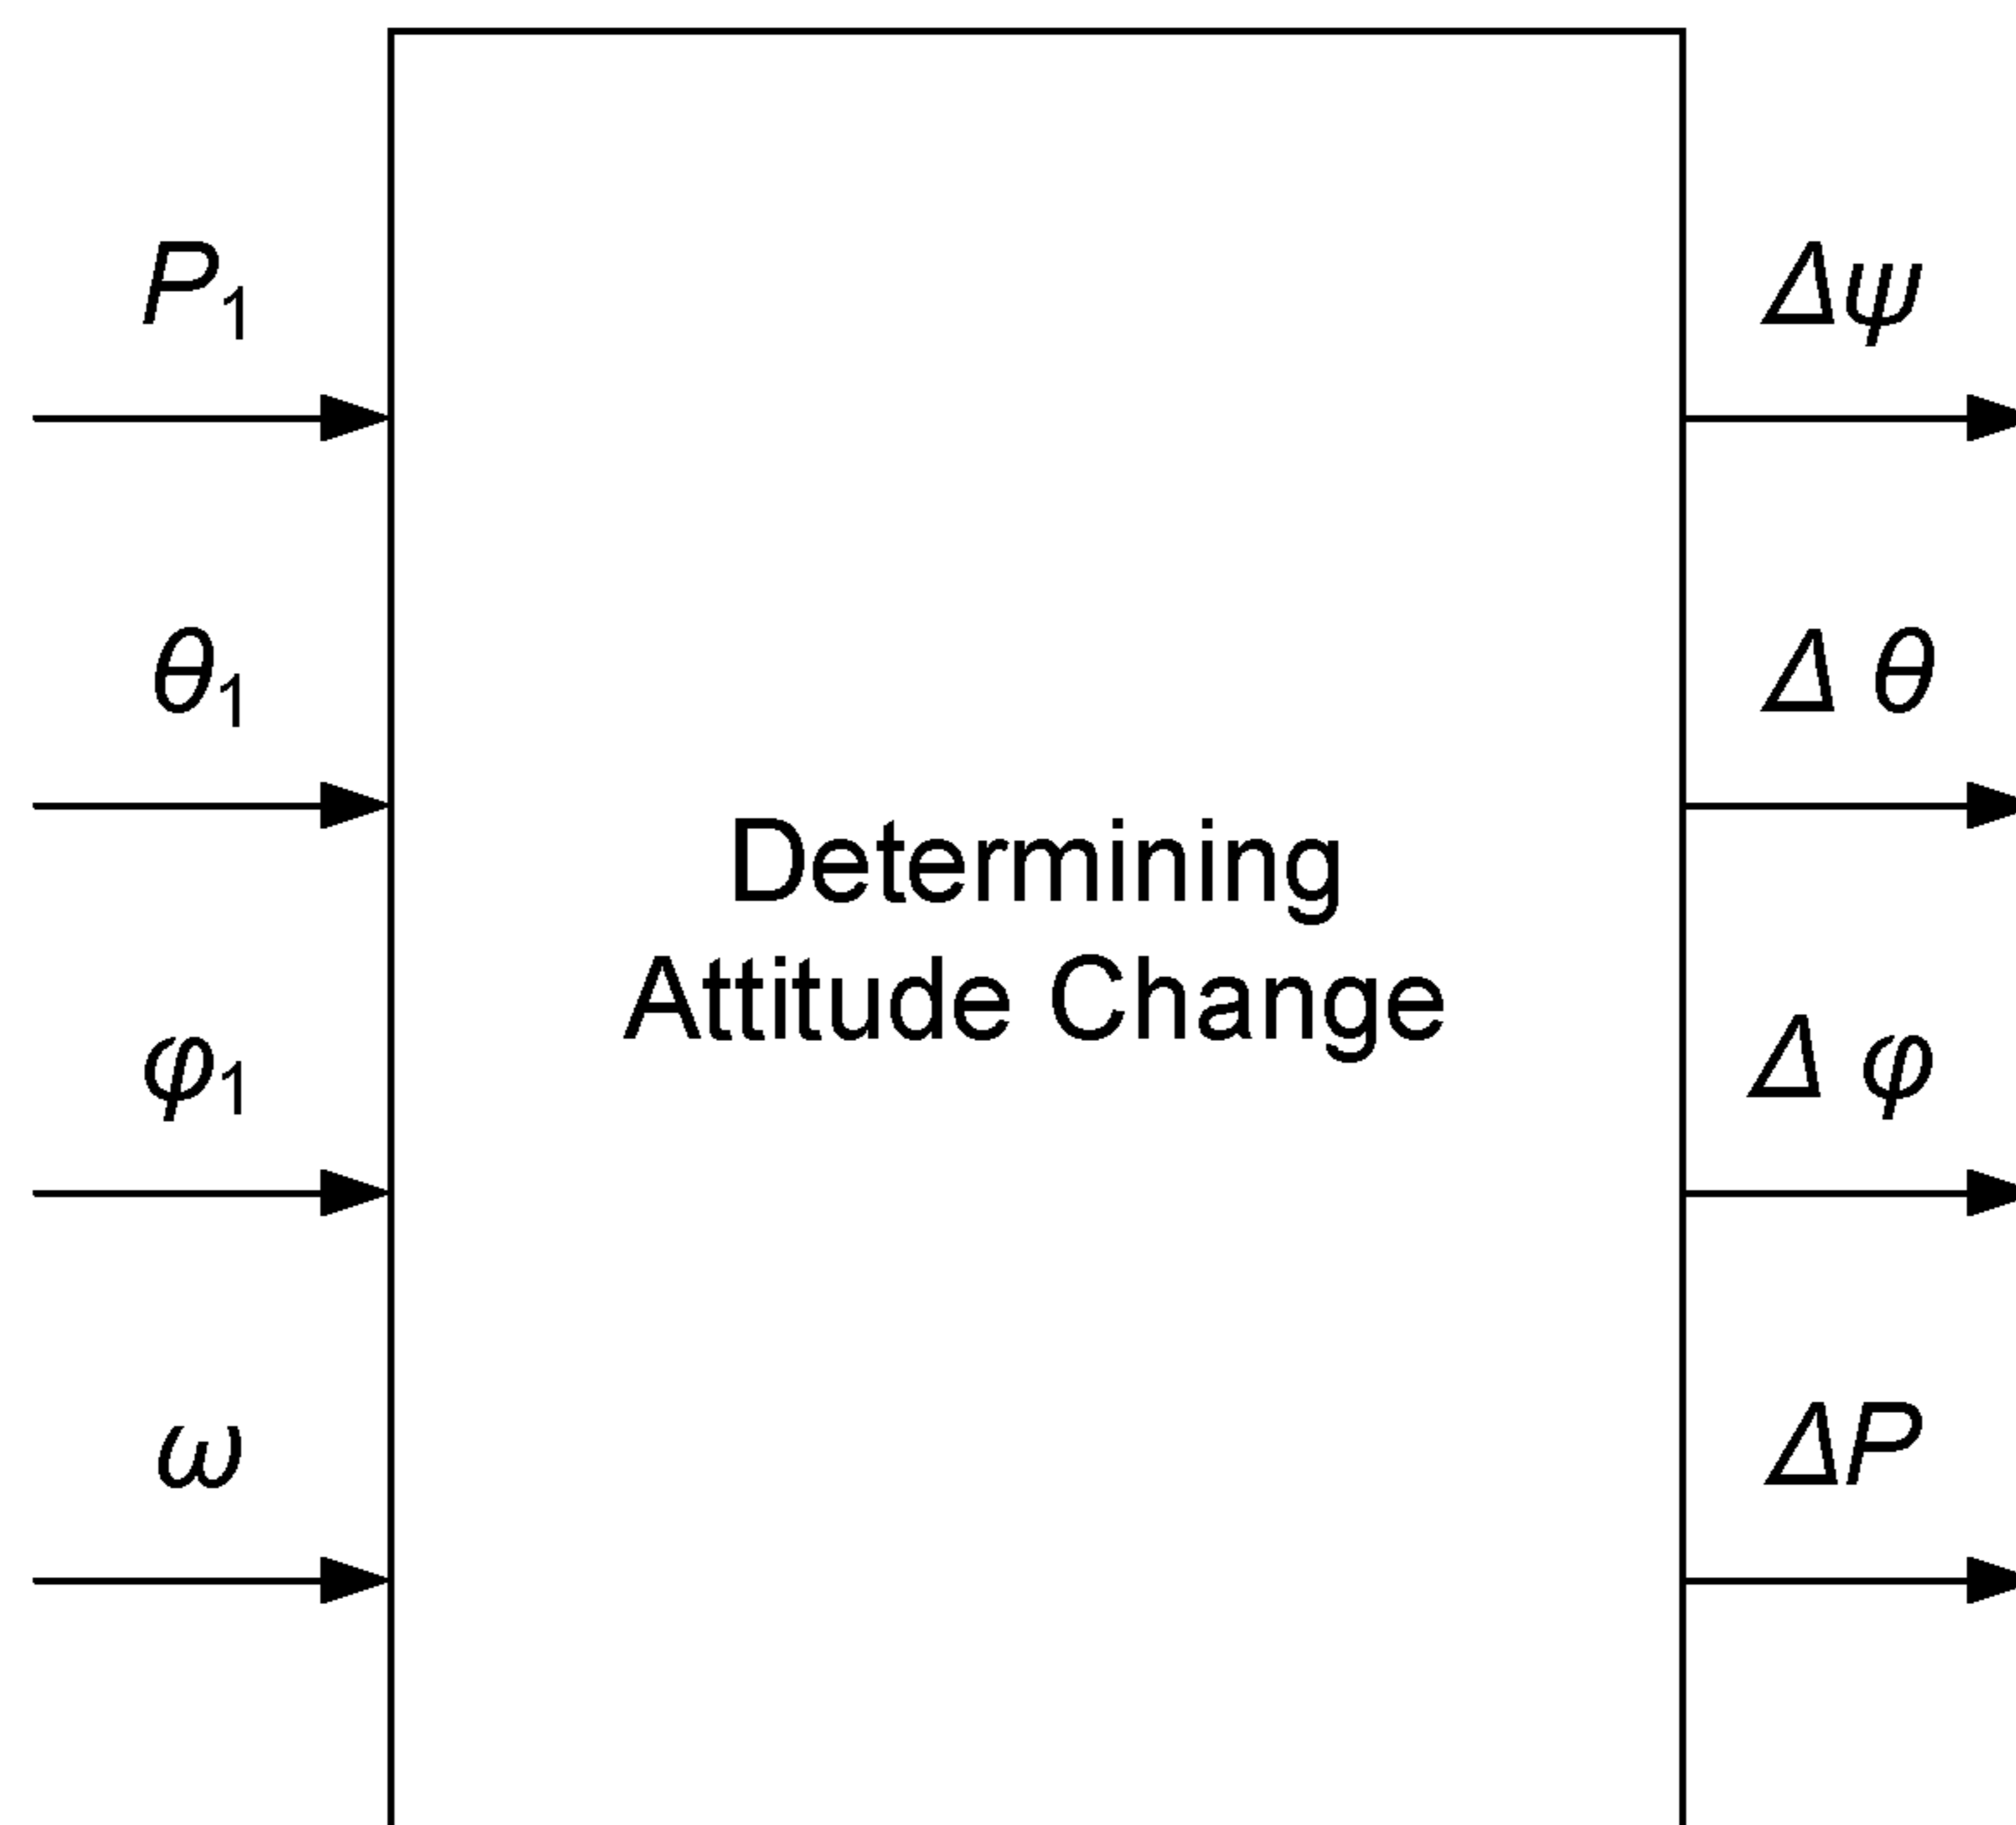 P₁
θ₁
φ₁
ω
Determining
Attitude Change
Δψ
Δ θ
Δ φ
ΔP